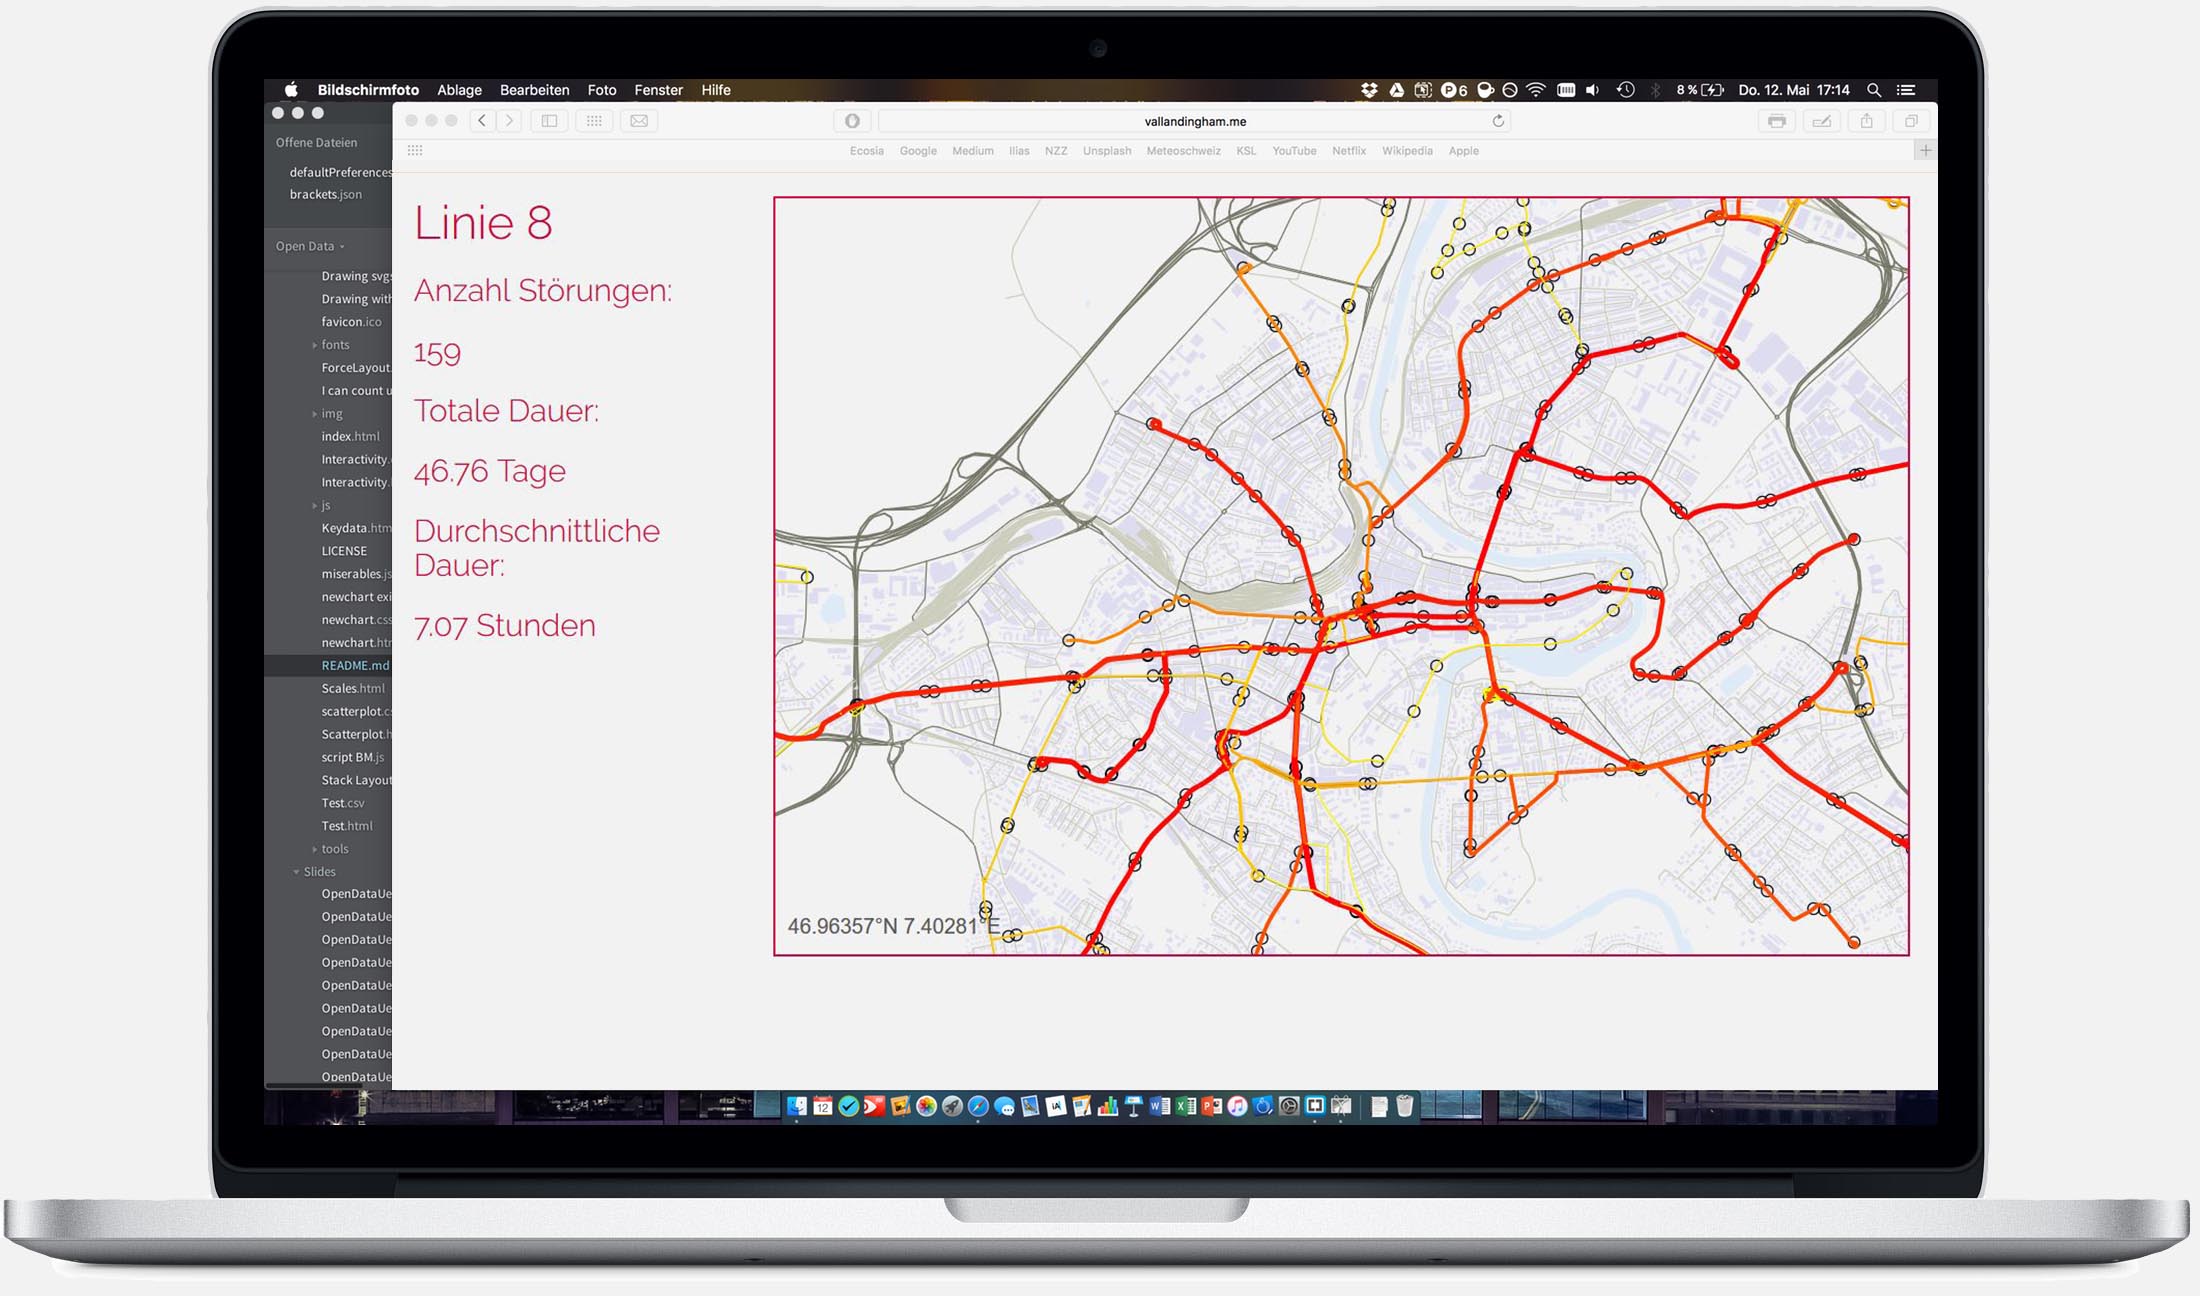 Bildschirmfoto Ablage Bearbeiten Foto Fenster Hilfe
6 8 % Do. 12. Mai 17:14
vallandingham.me
Ecosia Google Medium Ilias NZZ Unsplash Meteoschweiz KSL YouTube Netflix Wikipedia Apple
Offene Dateien
defaultPreferences
brackets.json
Open Data
Drawing svgs
Drawing with
favicon.ico
fonts
ForceLayout.
I can count u
img
index.html
Interactivity.
Interactivity.
js
Keydata.htm
LICENSE
miserables.js
newchart exi
newchart.css
newchart.htm
README.md
Scales.html
scatterplot.c
Scatterplot.h
script BM.js
Stack Layout
Test.csv
Test.html
tools
Slides
OpenDataUe
OpenDataUe
OpenDataUe
OpenDataUe
OpenDataUe
OpenDataUe
OpenDataUe
OpenDataUe
OpenDataUe
Linie 8
Anzahl Störungen:
159
Totale Dauer:
46.76 Tage
Durchschnittliche
Dauer:
7.07 Stunden
46.96357°N 7.40281°E
12